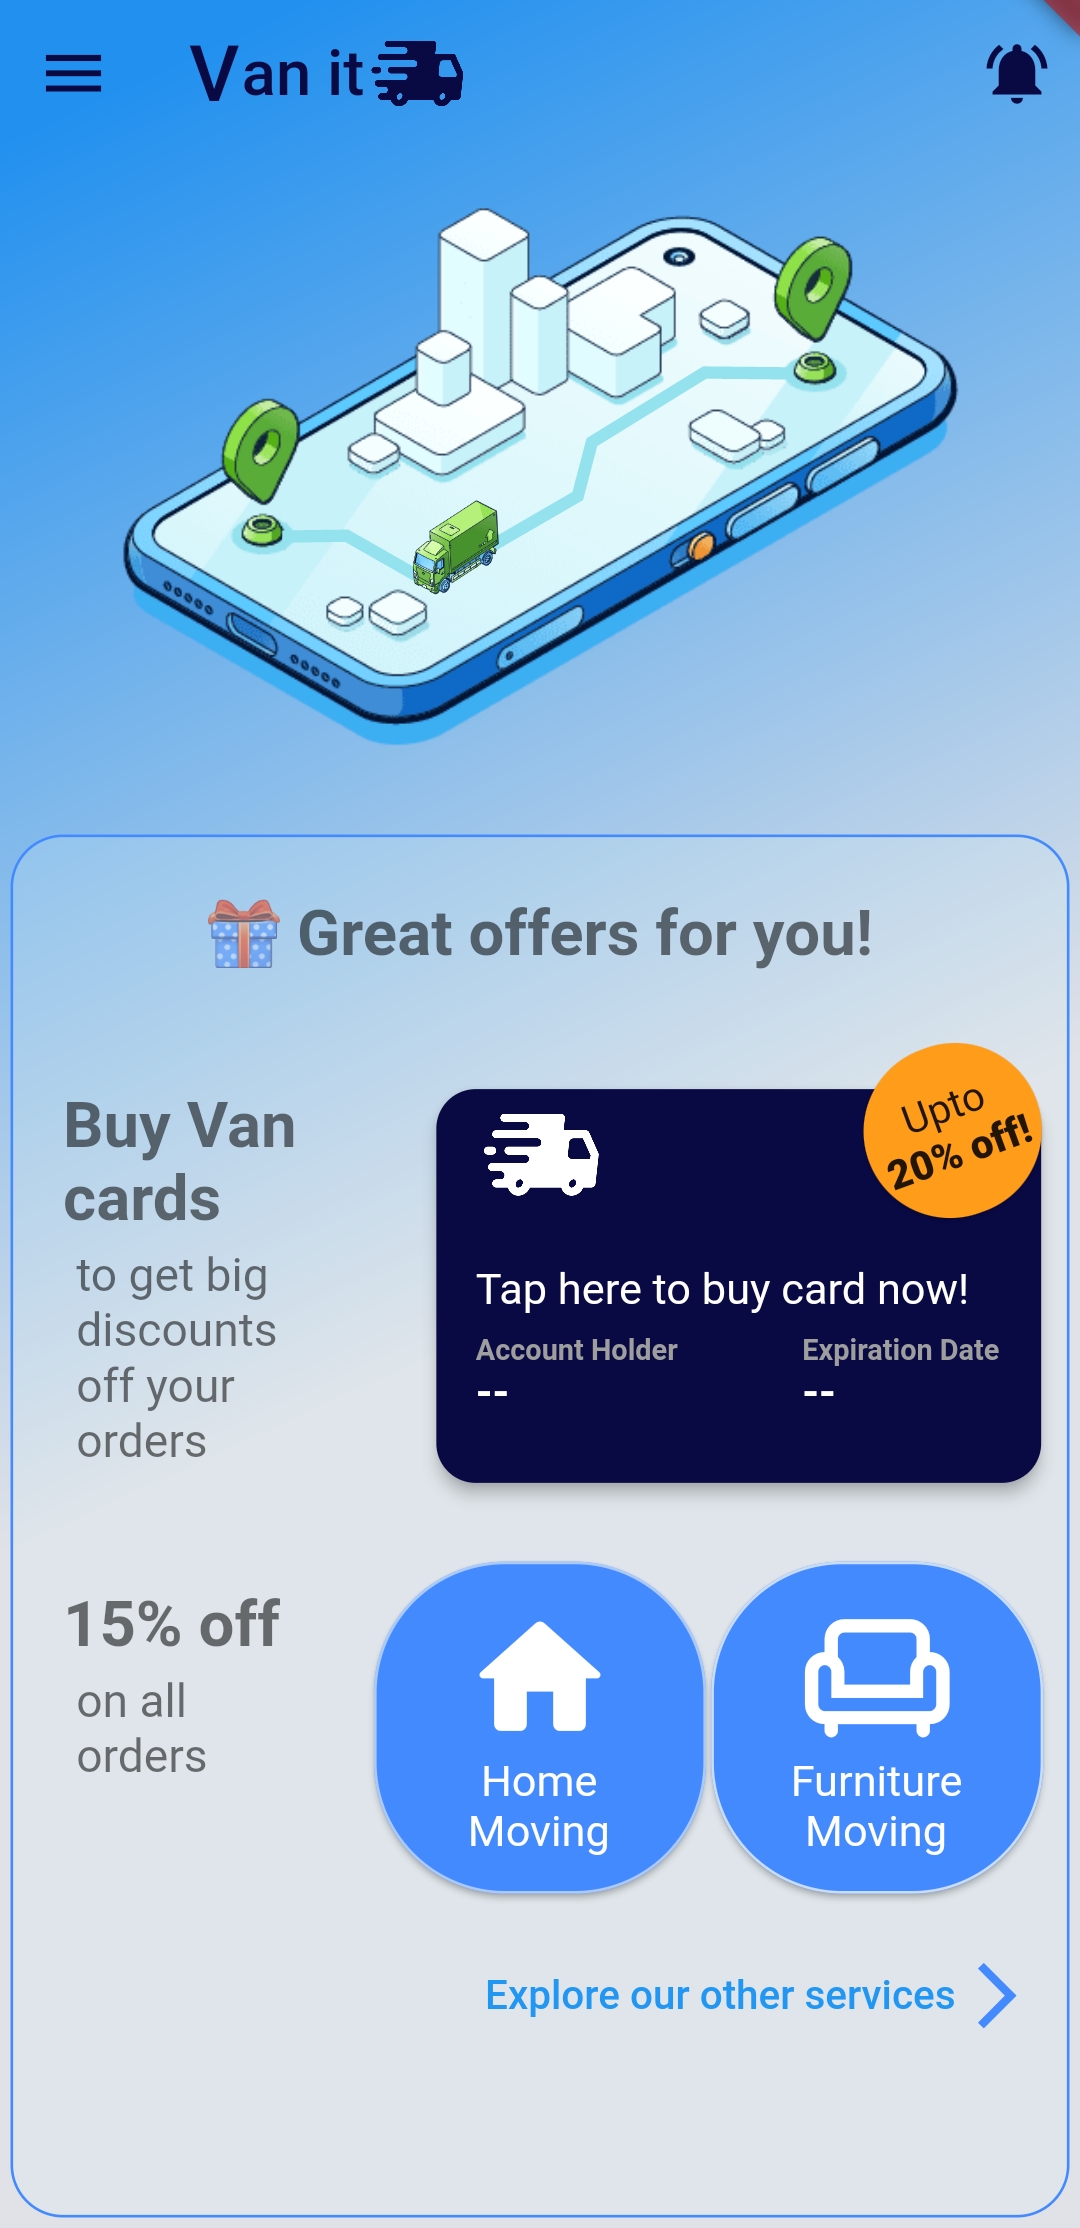 Van it
Great offers for you!
Buy Van
cards
to get big
discounts
off your
orders
Upto
20% off!
Tap here to buy card now!
Account Holder
Expiration Date
--
--
15% off
on all
orders
Home
Moving
Furniture
Moving
Explore our other services